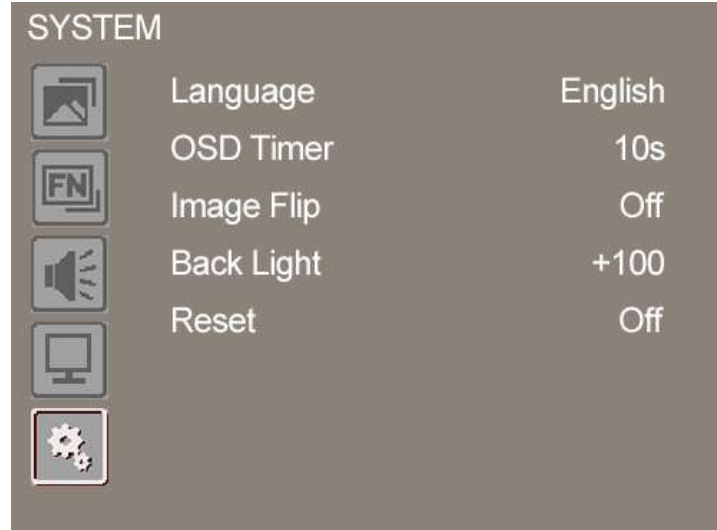 SYSTEM
Language English
OSD Timer 10s
FN
Image Flip Off
Back Light +100
Reset Off